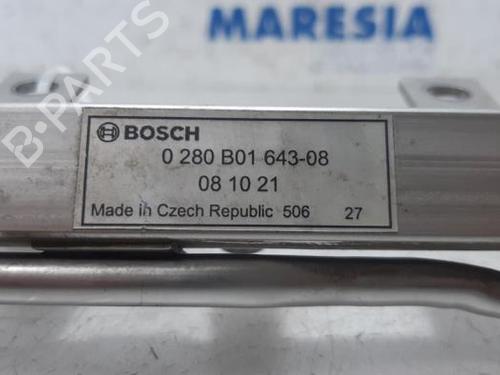 MARESIA
B-PARTS
BOSCH
0 280 B01 643-08
08 10 21
Made in Czech Republic 506 27